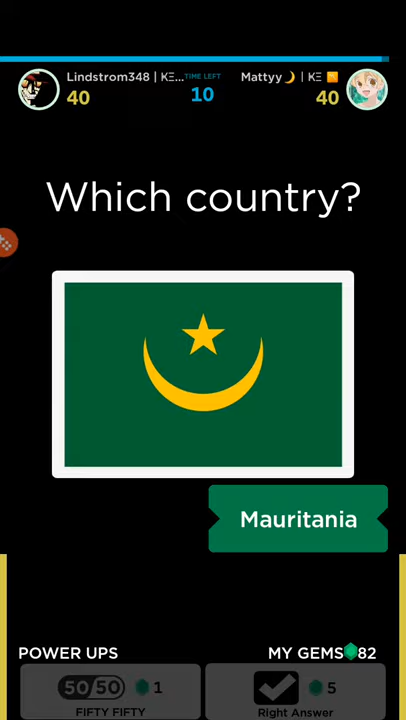 Lindstrom348 | KΞ...
TIME LEFT
Mattyy🌙 | KΞ 🟧
40
10
40
Which country?
Mauritania
POWER UPS
MY GEMS 82
50/50
1
5
FIFTY FIFTY
Right Answer